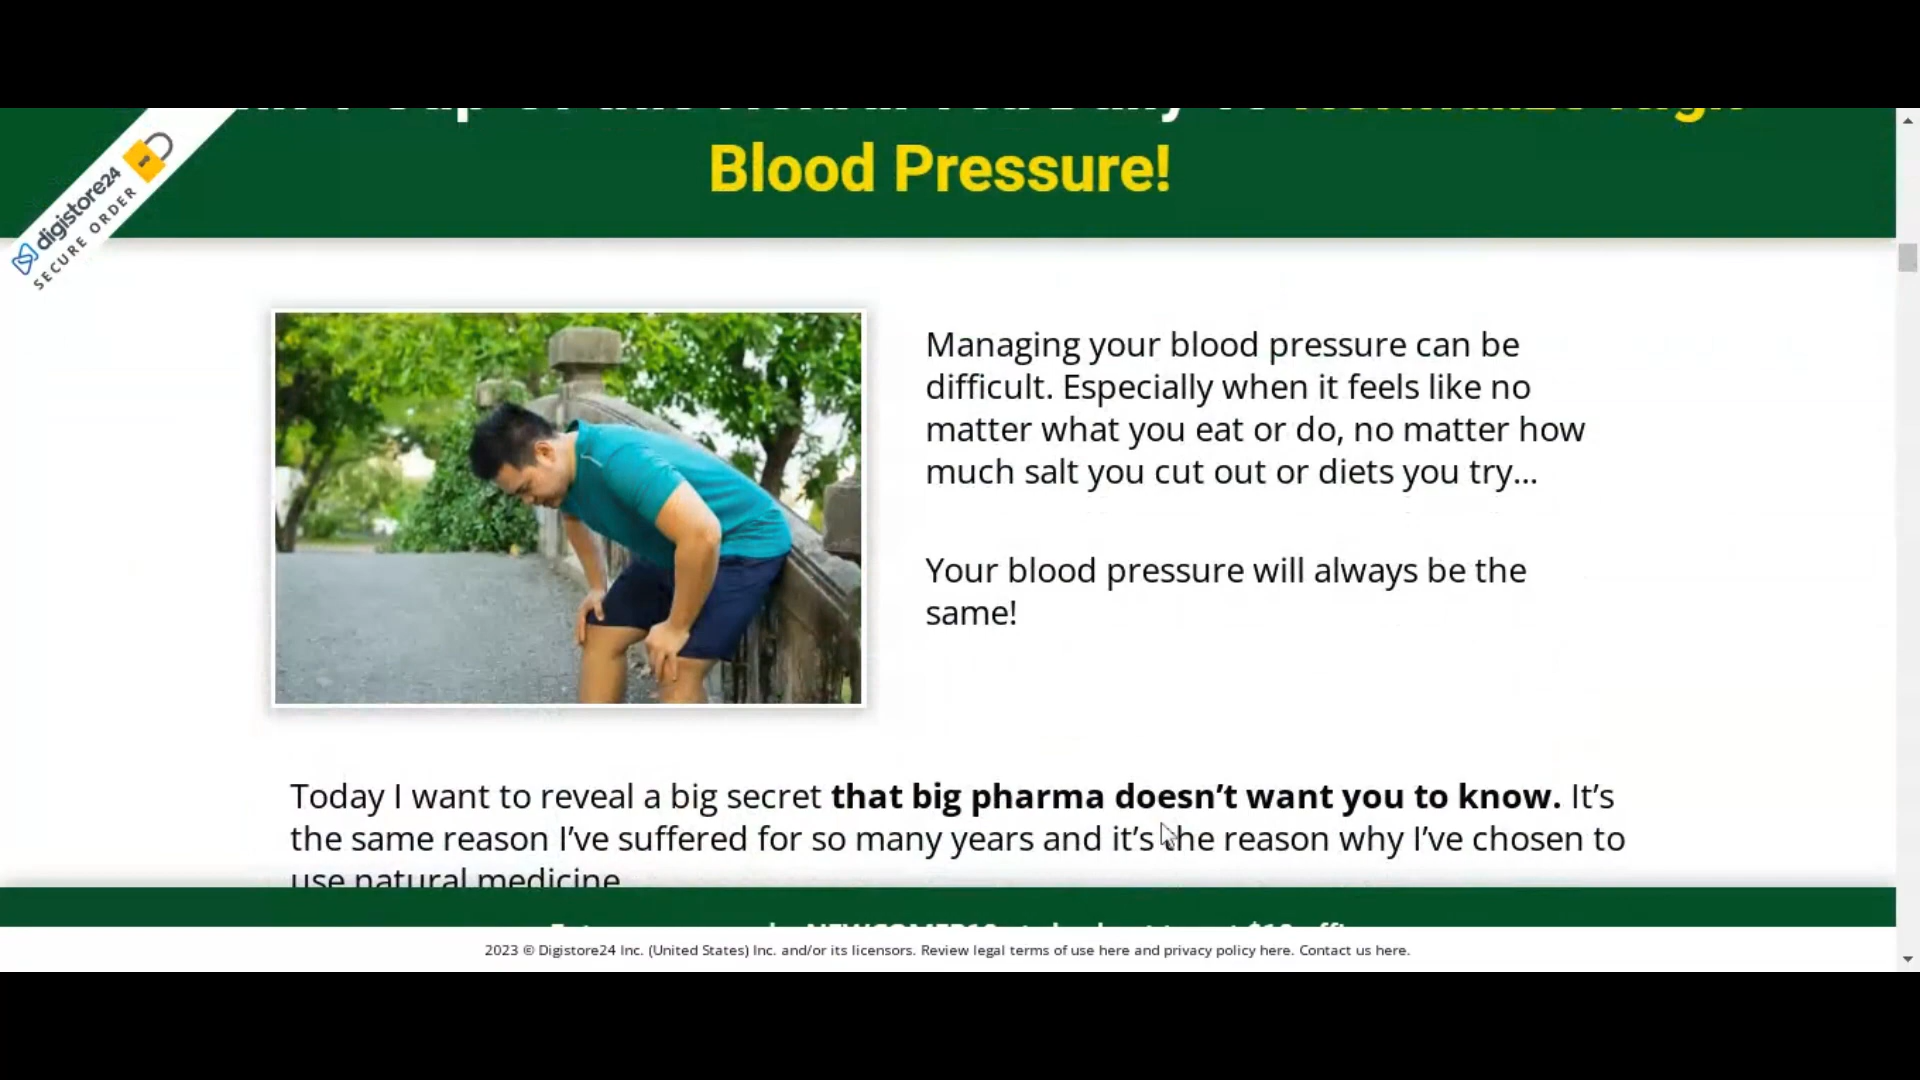 Blood Pressure!
digistore24
SECURE ORDER
Managing your blood pressure can be
difficult. Especially when it feels like no
matter what you eat or do, no matter how
much salt you cut out or diets you try...
Your blood pressure will always be the
same!
Today I want to reveal a big secret that big pharma doesn’t want you to know. It’s
the same reason I’ve suffered for so many years and it’s the reason why I’ve chosen to
use natural medicine
2023 © Digistore24 Inc. (United States) Inc. and/or its licensors. Review legal terms of use here and privacy policy here. Contact us here.